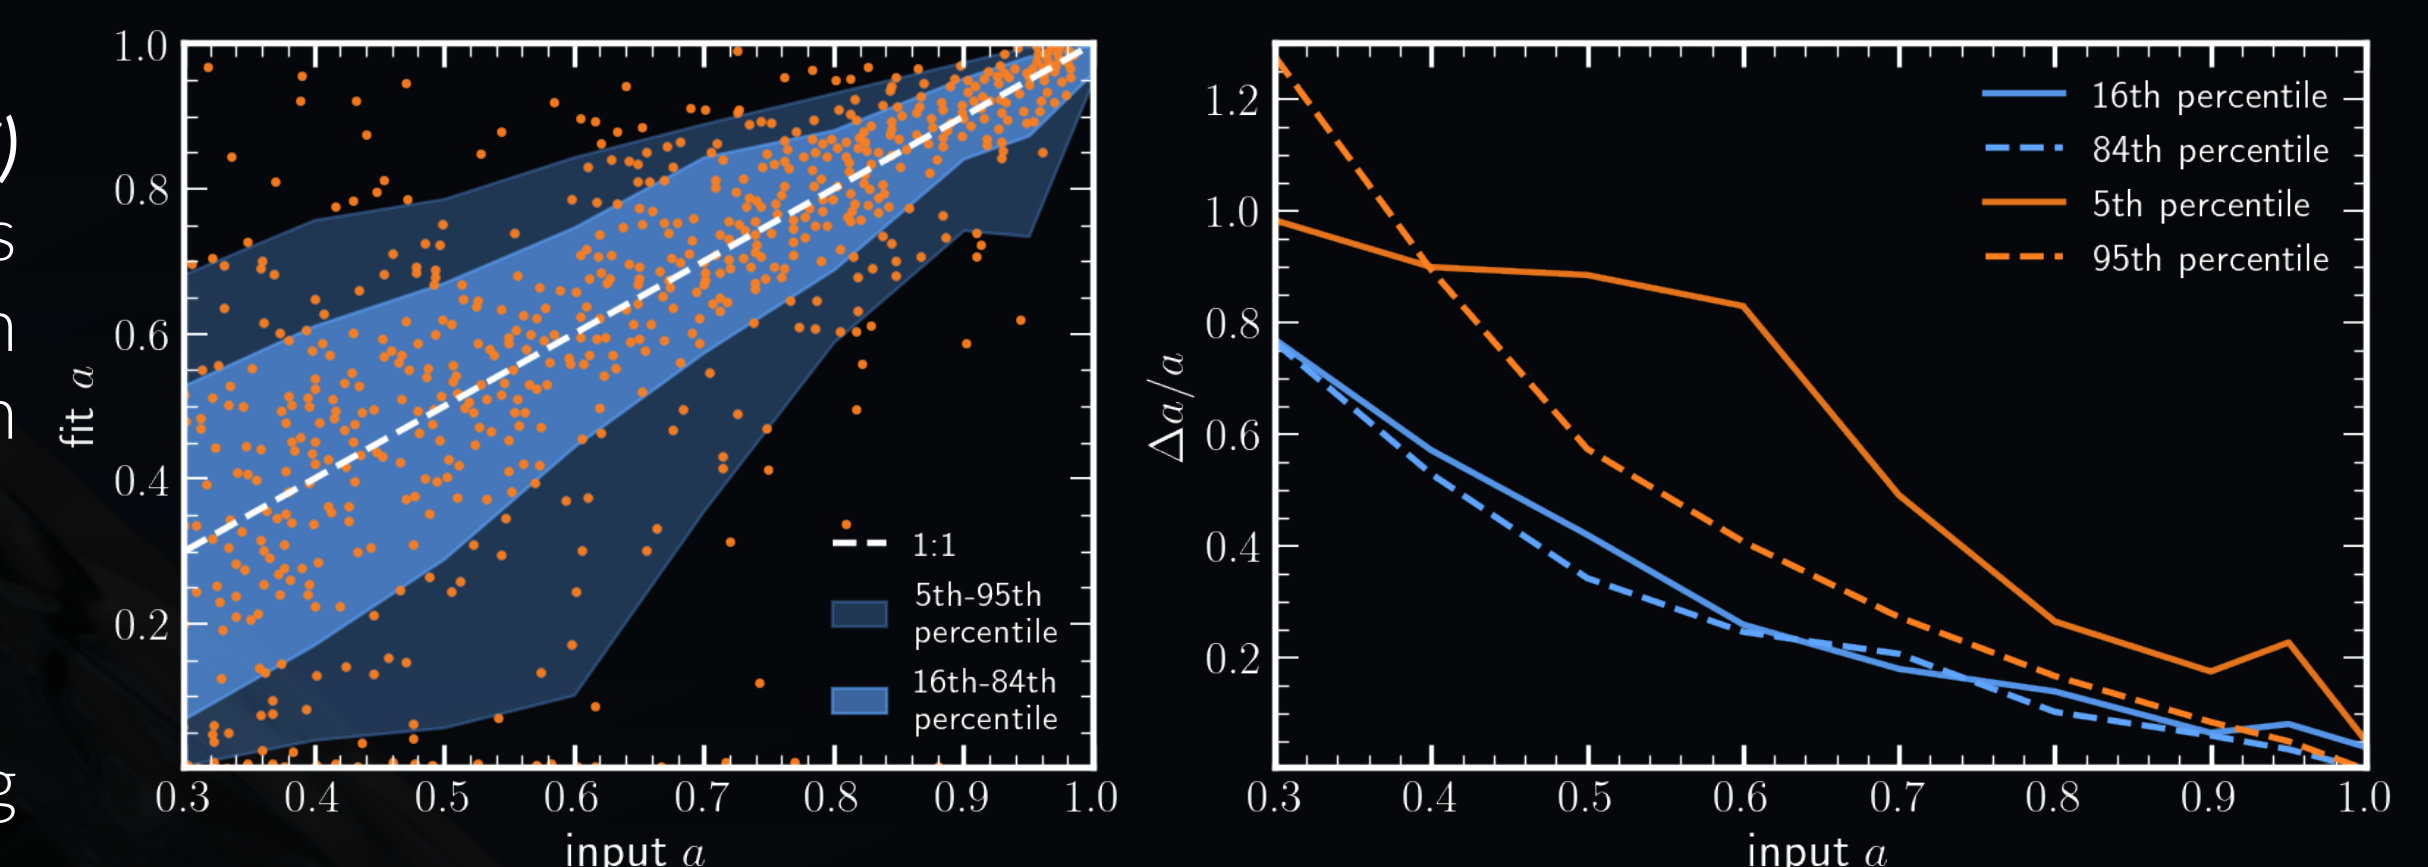 )
s
n
n
g
fit a
1.0
0.8
0.6
0.4
0.2
0.3 0.4 0.5 0.6 0.7 0.8 0.9 1.0
input a
1:1
5th-95th
percentile
16th-84th
percentile
Δa/a
1.2
1.0
0.8
0.6
0.4
0.2
0.3 0.4 0.5 0.6 0.7 0.8 0.9 1.0
input a
16th percentile
84th percentile
5th percentile
95th percentile